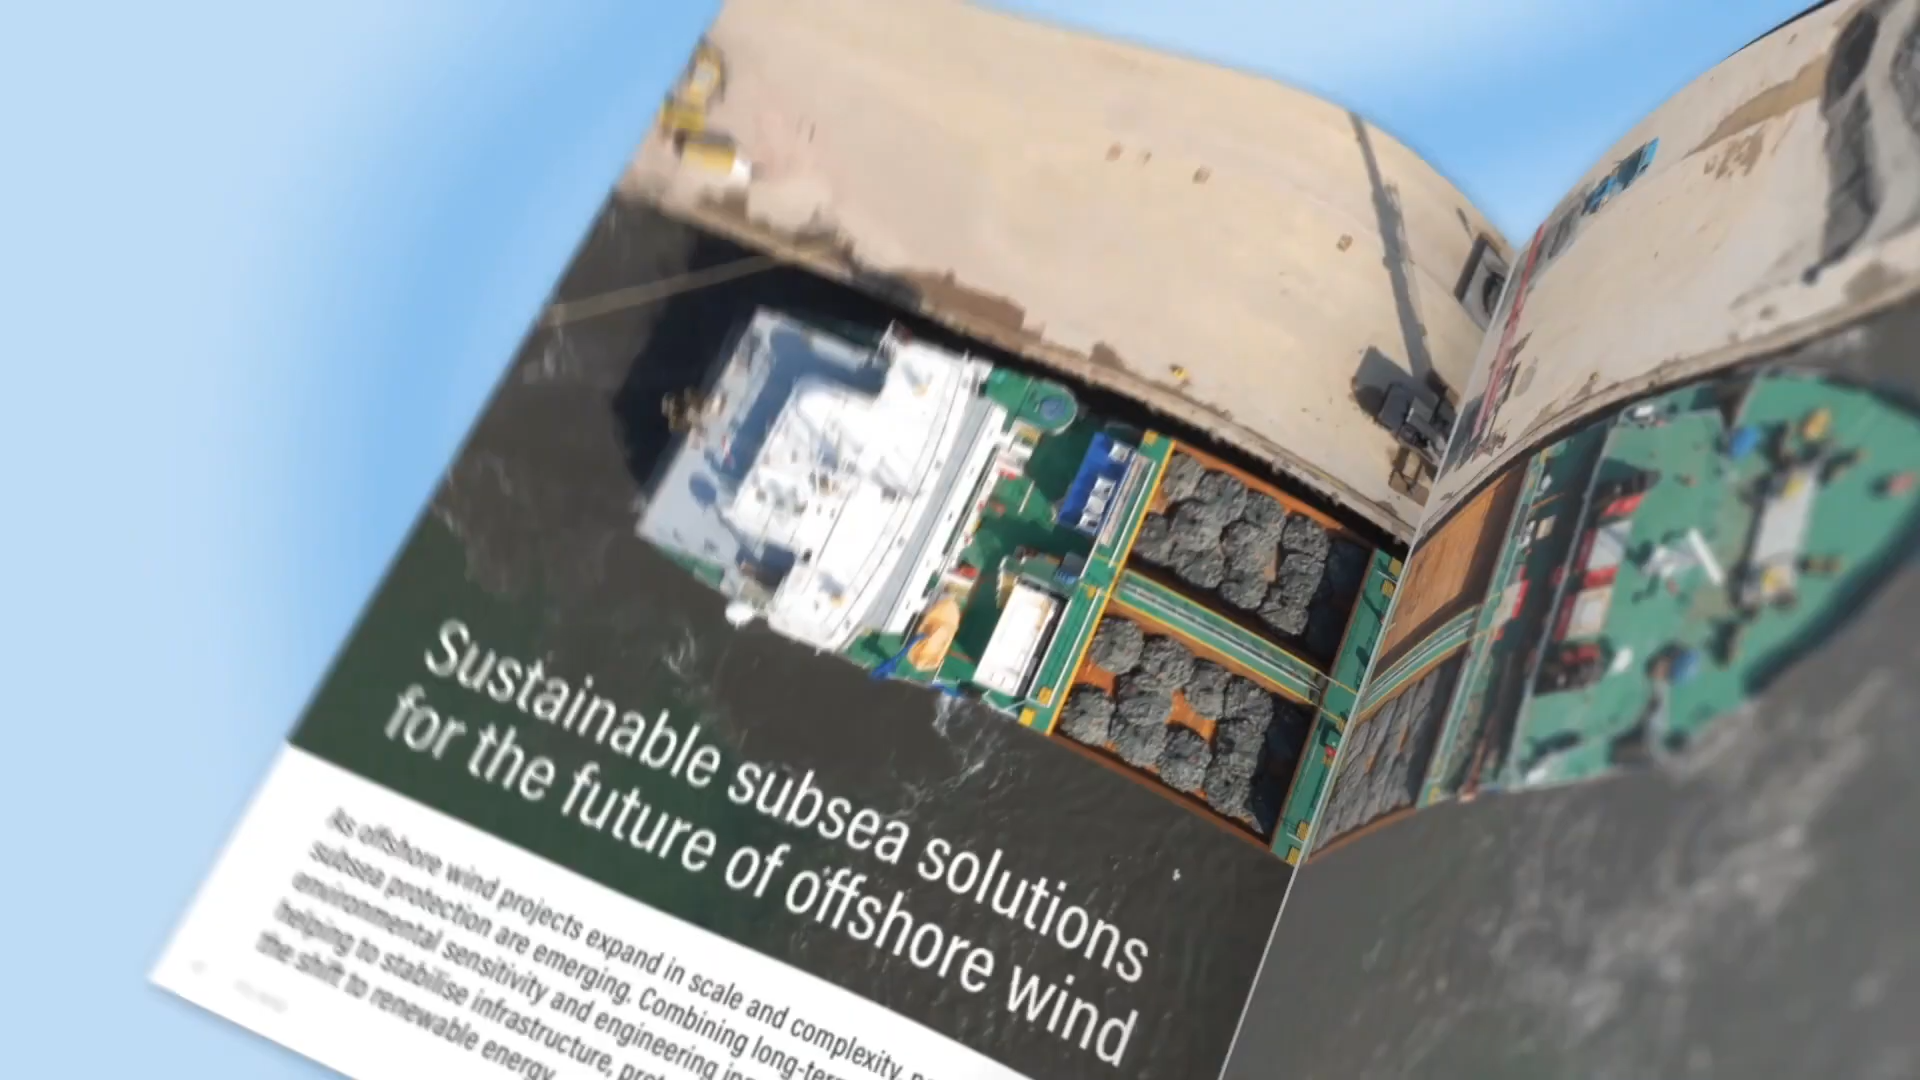 Sustainable subsea solutions
for the future of offshore wind
As offshore wind projects expand in scale and complexity,
subsea protection are emerging. Combining long-term
environmental sensitivity and engineering
helping to stabilise infrastructure,
the shift to renewable energy.